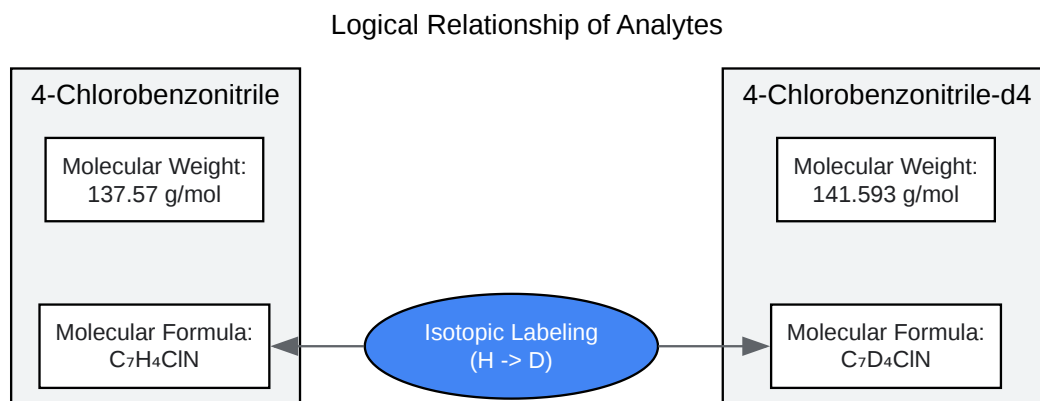 Logical Relationship of Analytes
4-Chlorobenzonitrile
Molecular Weight:
137.57 g/mol
Molecular Formula:
C₇H₄ClN
Isotopic Labeling
(H -> D)
4-Chlorobenzonitrile-d4
Molecular Weight:
141.593 g/mol
Molecular Formula:
C₇D₄ClN